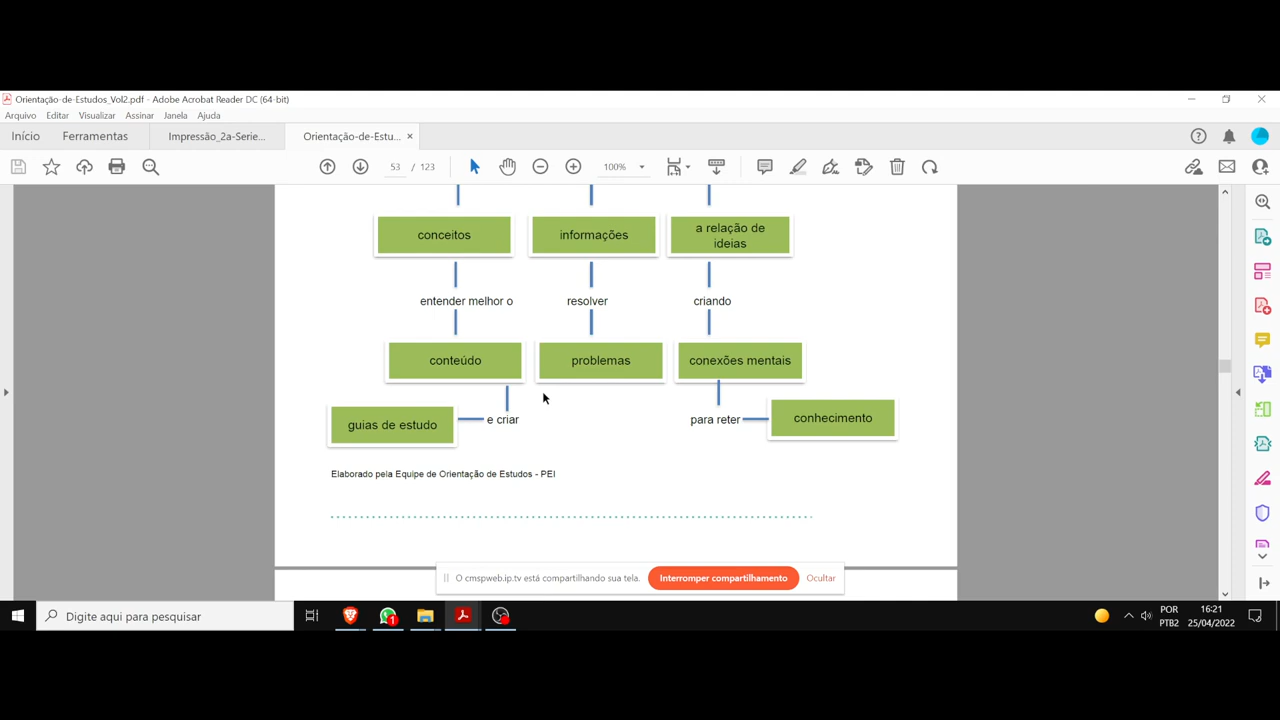 Orientação-de-Estudos_Vol2.pdf - Adobe Acrobat Reader DC (64-bit)
Arquivo Editar Visualizar Assinar Janela Ajuda
Início Ferramentas Impressão_2a-Serie... Orientação-de-Estu... ×
53 / 123 100%
conceitos informações a relação de
ideias
entender melhor o resolver criando
conteúdo problemas conexões mentais
guias de estudo e criar para reter conhecimento
Elaborado pela Equipe de Orientação de Estudos - PEI
O cmspweb.ip.tv está compartilhando sua tela. Interromper compartilhamento Ocultar
Digite aqui para pesquisar 1 POR 16:21
PTB2 25/04/2022